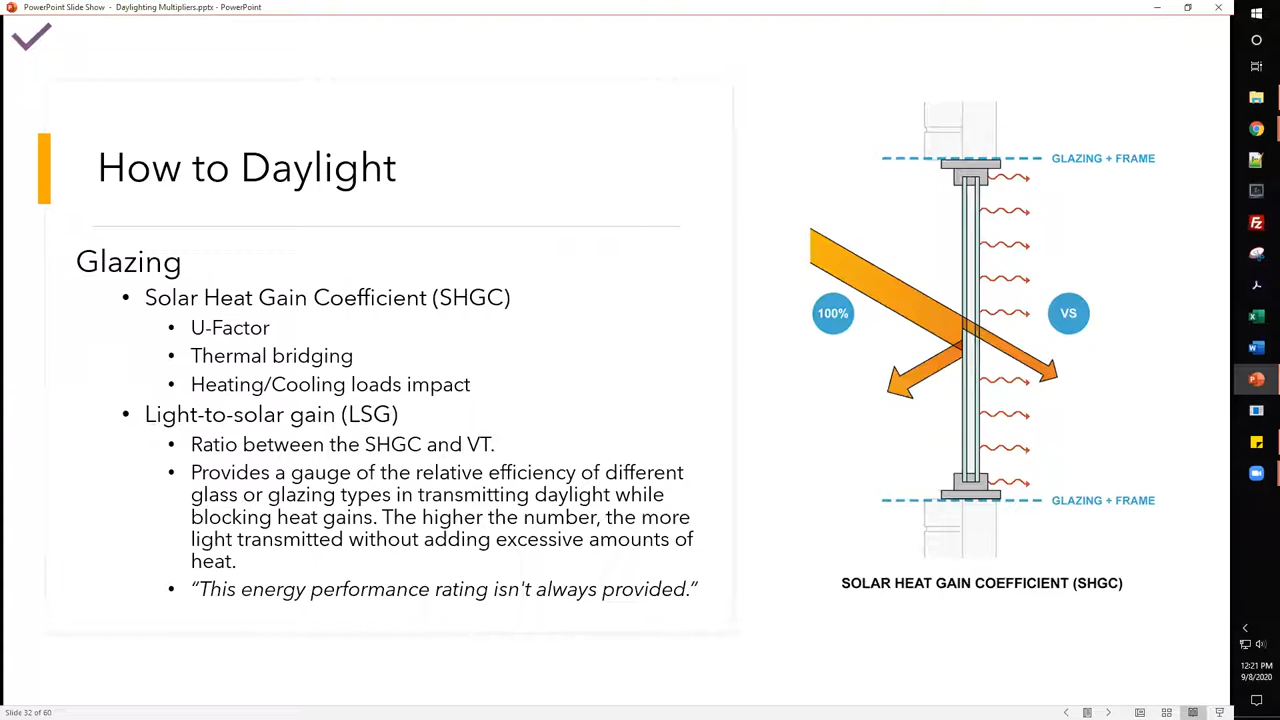 PowerPoint Slide Show - Daylighting Multipliers.pptx - PowerPoint
How to Daylight
Glazing
• Solar Heat Gain Coefficient (SHGC)
• U-Factor
• Thermal bridging
• Heating/Cooling loads impact
• Light-to-solar gain (LSG)
• Ratio between the SHGC and VT.
• Provides a gauge of the relative efficiency of different
glass or glazing types in transmitting daylight while
blocking heat gains. The higher the number, the more
light transmitted without adding excessive amounts of
heat.
• “This energy performance rating isn't always provided.”
GLAZING + FRAME
100%
VS
GLAZING + FRAME
SOLAR HEAT GAIN COEFFICIENT (SHGC)
12:21 PM
9/8/2020
Slide 32 of 60